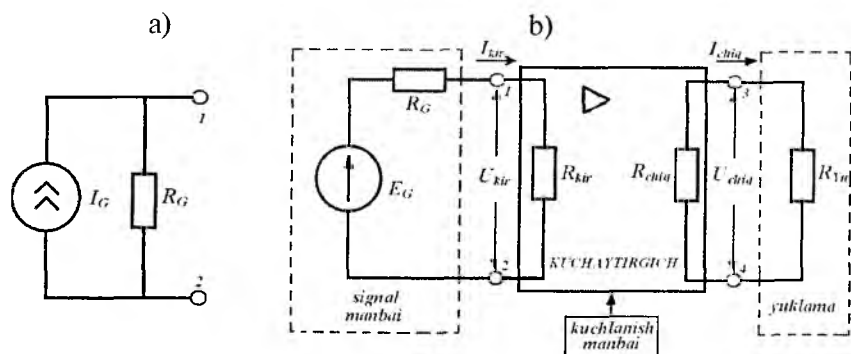 a)
I_G
R_G
1
2
b)
I_kir
I_chiq
R_G
1
3
E_G
U_kir
R_kir
R_chiq
U_chiq
R_Yu
2
KUCHAYTIRGICH
4
signal
manbai
kuchlanish
manbai
yuklama